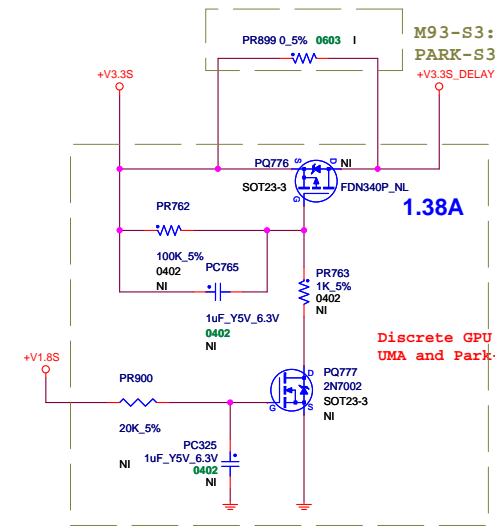 PR899 0_5% 0603 I
M93-S3:
PARK-S3
+V3.3S
+V3.3S_DELAY
PQ776
S
D
NI
SOT23-3
FDN340P_NL
G
1.38A
PR762
100K_5%
0402
NI
PC765
1uF_Y5V_6.3V
0402
NI
PR763
1K_5%
0402
NI
Discrete GPU
UMA and Park-
+V1.8S
PR900
20K_5%
NI
D
PQ777
2N7002
SOT23-3
NI
G
S
PC325
1uF_Y5V_6.3V
0402
NI